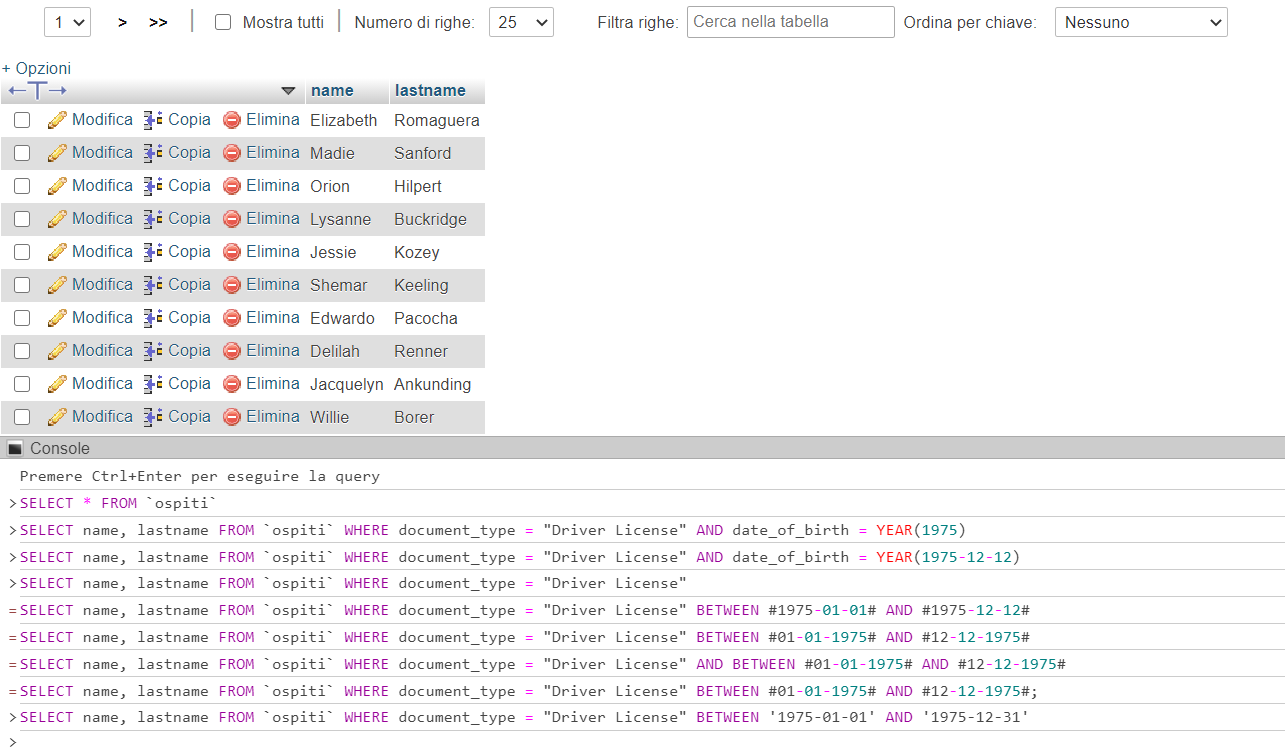 1 > >> Mostra tutti Numero di righe: 25 Filtra righe: Cerca nella tabella Ordina per chiave: Nessuno
+ Opzioni
←T→ name lastname
Modifica Copia Elimina Elizabeth Romaguera
Modifica Copia Elimina Madie Sanford
Modifica Copia Elimina Orion Hilpert
Modifica Copia Elimina Lysanne Buckridge
Modifica Copia Elimina Jessie Kozey
Modifica Copia Elimina Shemar Keeling
Modifica Copia Elimina Edwardo Pacocha
Modifica Copia Elimina Delilah Renner
Modifica Copia Elimina Jacquelyn Ankunding
Modifica Copia Elimina Willie Borer
Console
Premere Ctrl+Enter per eseguire la query
>SELECT * FROM `ospiti`
>SELECT name, lastname FROM `ospiti` WHERE document_type = "Driver License" AND date_of_birth = YEAR(1975)
>SELECT name, lastname FROM `ospiti` WHERE document_type = "Driver License" AND date_of_birth = YEAR(1975-12-12)
>SELECT name, lastname FROM `ospiti` WHERE document_type = "Driver License"
=SELECT name, lastname FROM `ospiti` WHERE document_type = "Driver License" BETWEEN #1975-01-01# AND #1975-12-12#
=SELECT name, lastname FROM `ospiti` WHERE document_type = "Driver License" BETWEEN #01-01-1975# AND #12-12-1975#
=SELECT name, lastname FROM `ospiti` WHERE document_type = "Driver License" AND BETWEEN #01-01-1975# AND #12-12-1975#
=SELECT name, lastname FROM `ospiti` WHERE document_type = "Driver License" BETWEEN #01-01-1975# AND #12-12-1975#;
>SELECT name, lastname FROM `ospiti` WHERE document_type = "Driver License" BETWEEN '1975-01-01' AND '1975-12-31'
>